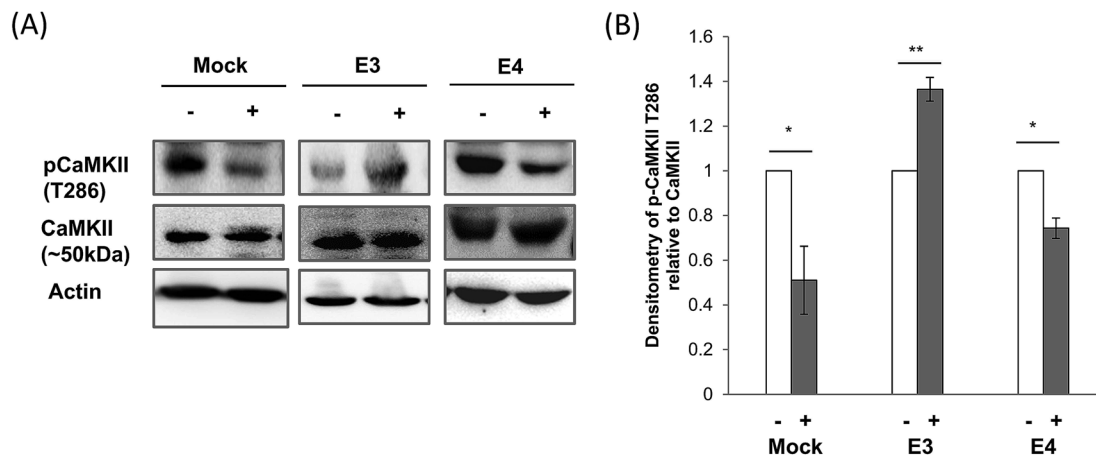 (A)
Mock E3 E4
- + - + - +
pCaMKII
(T286)
CaMKII
(~50kDa)
Actin
(B)
Densitometry of p-CaMKII T286
relative to CaMKII
1.6
1.4
1.2
1
0.8
0.6
0.4
0.2
0
* ** *
- + - + - +
Mock E3 E4